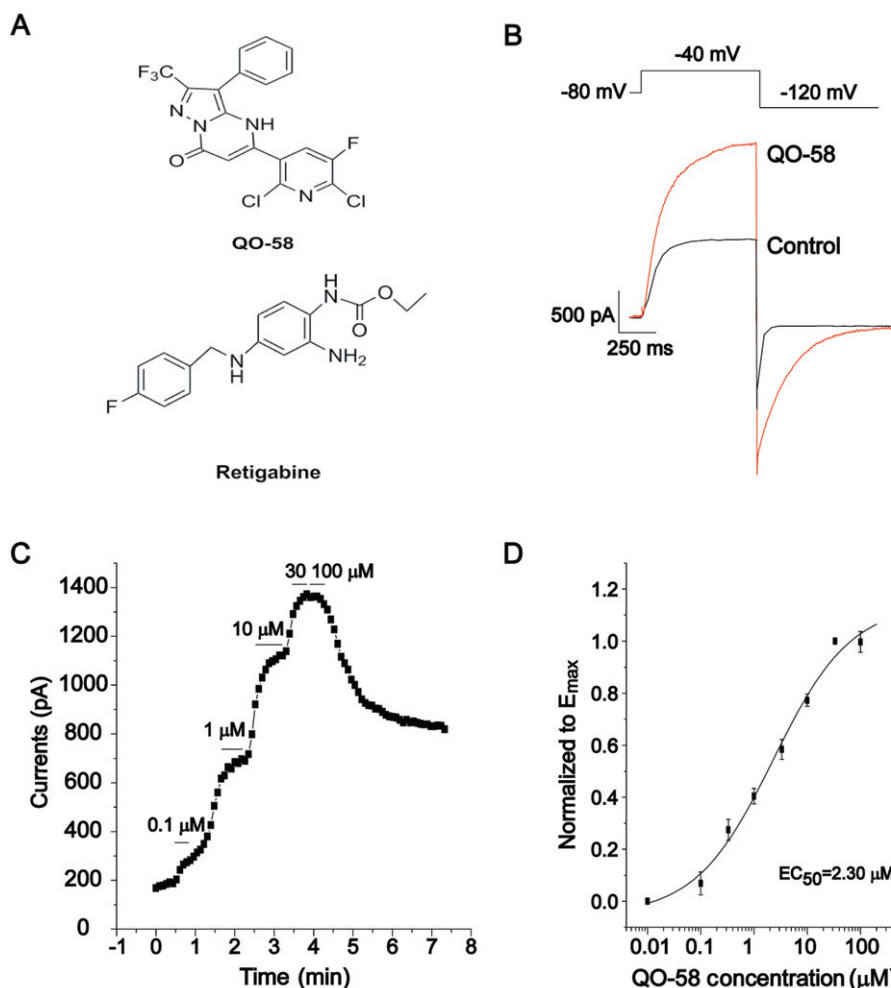 A
F₃C
N
N
NH
O
F
Cl
N
Cl
QO-58
H
N
O
O
N
H
NH₂
F
Retigabine
B
-40 mV
-80 mV
-120 mV
QO-58
Control
500 pA
250 ms
C
Currents (pA)
1400
1200
1000
800
600
400
200
0
0.1 μM
1 μM
10 μM
30 100 μM
-1 0 1 2 3 4 5 6 7 8
Time (min)
D
Normalized to Emax
1.2
1.0
0.8
0.6
0.4
0.2
0.0
EC50=2.30 μM
0.01 0.1 1 10 100
QO-58 concentration (μM)